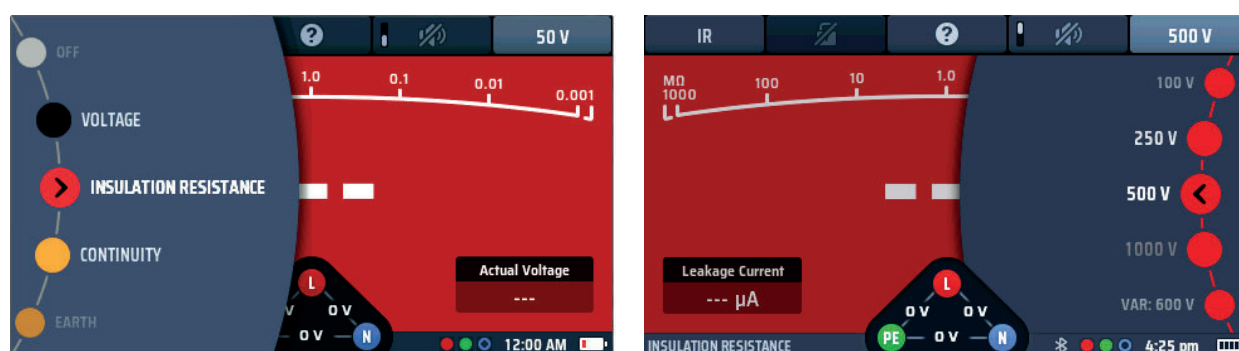 OFF
VOLTAGE
INSULATION RESISTANCE
CONTINUITY
EARTH
? 50 V
1.0 0.1 0.01 0.001
Actual Voltage
---
L
V 0 V
0 V N
12:00 AM
IR ? 500 V
MΩ
1000 100 10 1.0
100 V
250 V
500 V
1000 V
VAR: 600 V
Leakage Current
--- µA
L
0 V 0 V
PE 0 V N
INSULATION RESISTANCE 4:25 pm